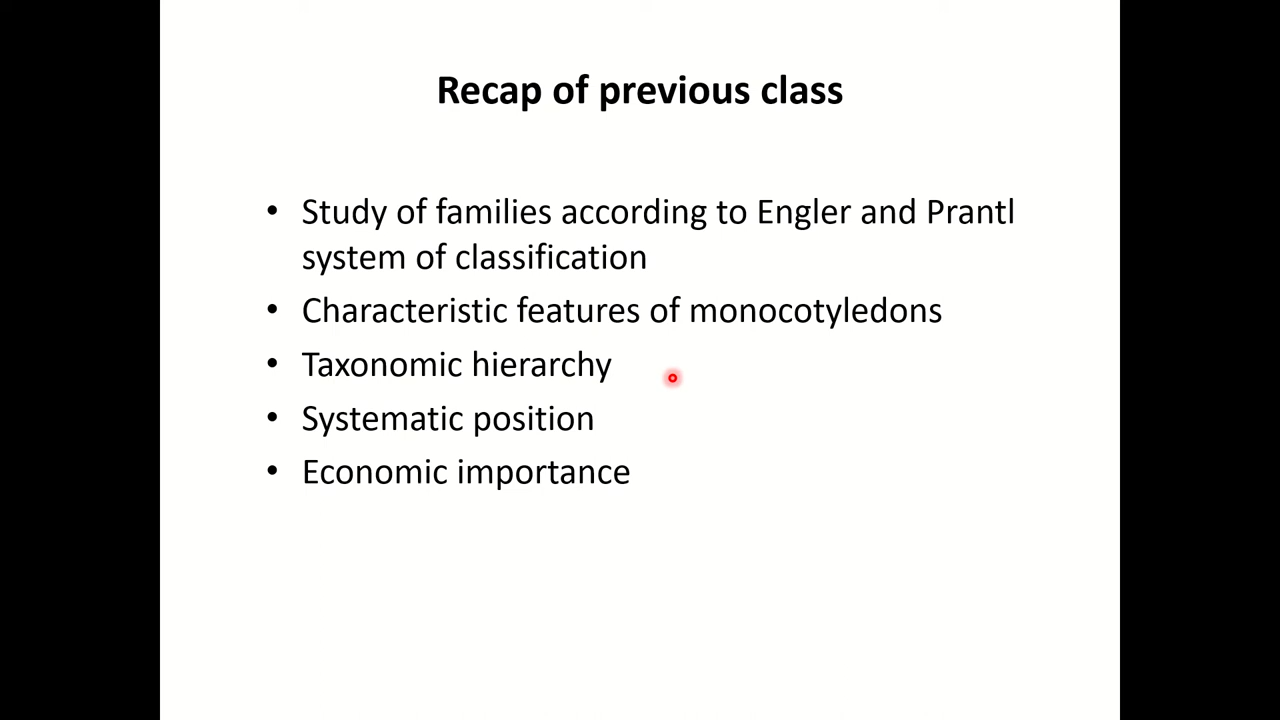 Recap of previous class
• Study of families according to Engler and Prantl
system of classification
• Characteristic features of monocotyledons
• Taxonomic hierarchy
• Systematic position
• Economic importance